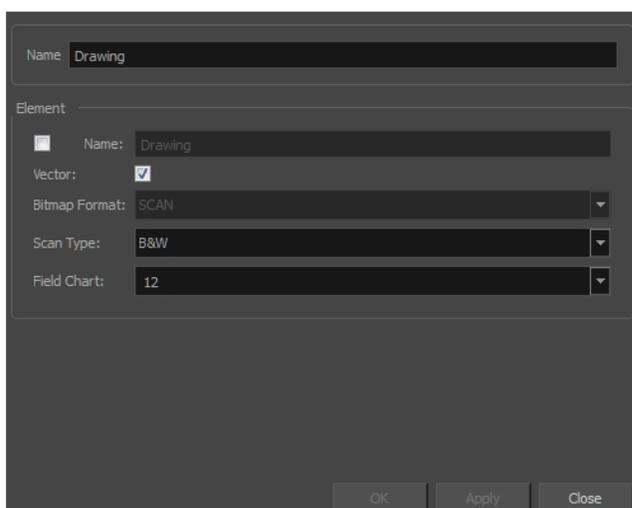 Name Drawing
Element
Name: Drawing
Vector:
Bitmap Format: SCAN
Scan Type: B&W
Field Chart: 12
OK Apply Close